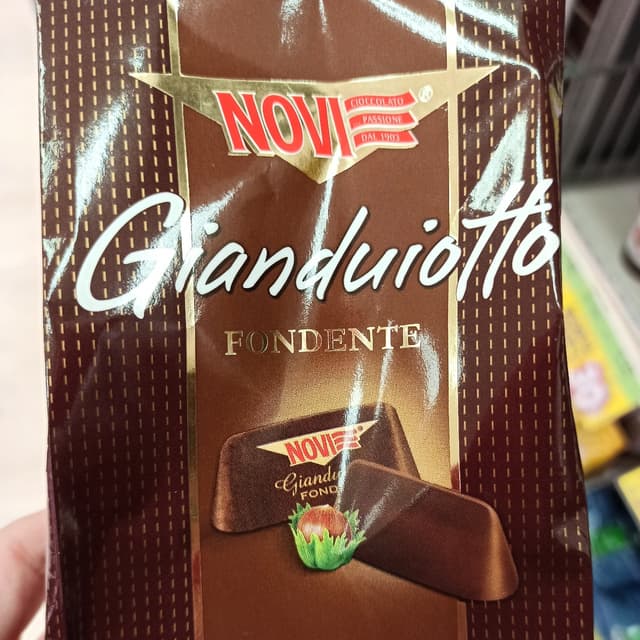 NOVI
CIOCCOLATO
PASSIONE
DAL 1903
®
Gianduiotto
FONDENTE
NOVI